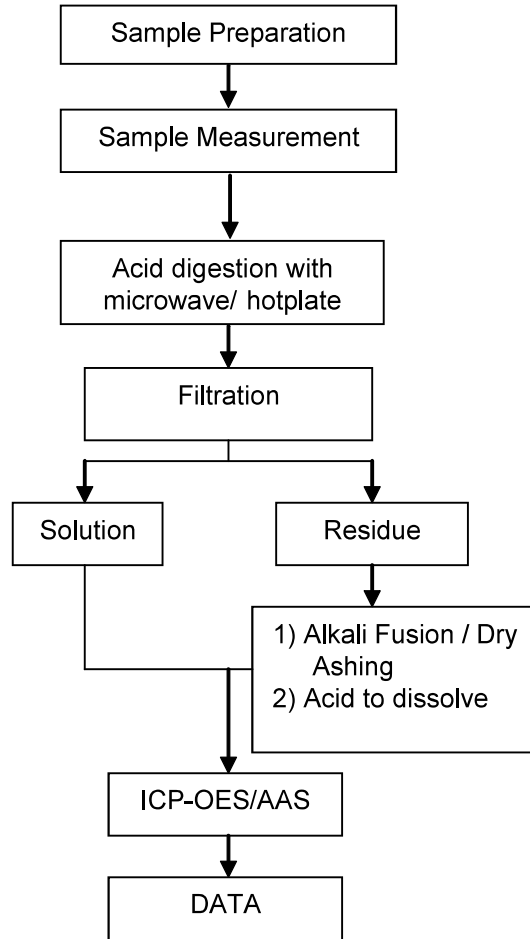 Sample Preparation
Sample Measurement
Acid digestion with
microwave/ hotplate
Filtration
Solution
Residue
1) Alkali Fusion / Dry
Ashing
2) Acid to dissolve
ICP-OES/AAS
DATA